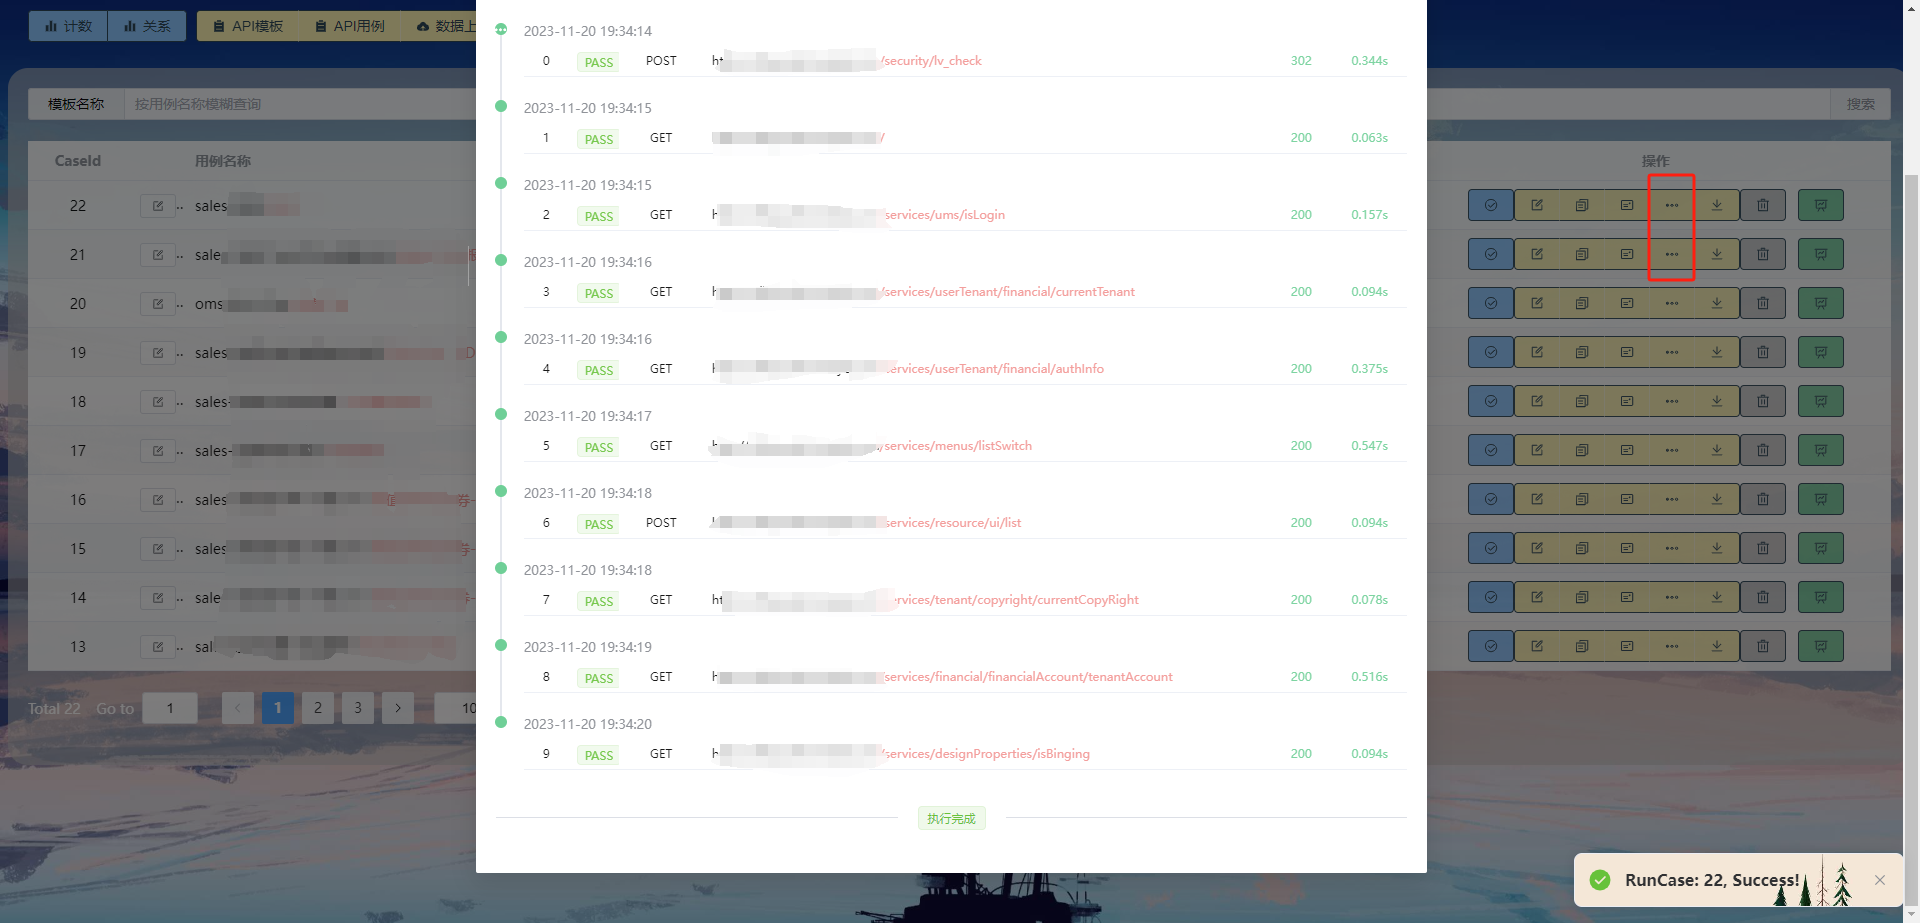 计数 关系 API模板 API用例 数据上
模板名称 按用例名称模糊查询 搜索
CaseId 用例名称 操作
22 sales
21 sale
20 oms
19 sales D
18 sales-
17 sales-
16 sales 值 券-
15 sales 券-
14 sale
13 sal
Total 22 Go to 1 1 2 3 10
2023-11-20 19:34:14
0 PASS POST ht /security/lv_check 302 0.344s
2023-11-20 19:34:15
1 PASS GET / 200 0.063s
2023-11-20 19:34:15
2 PASS GET h services/ums/isLogin 200 0.157s
2023-11-20 19:34:16
3 PASS GET h /services/userTenant/financial/currentTenant 200 0.094s
2023-11-20 19:34:16
4 PASS GET h ervices/userTenant/financial/authInfo 200 0.375s
2023-11-20 19:34:17
5 PASS GET /services/menus/listSwitch 200 0.547s
2023-11-20 19:34:18
6 PASS POST services/resource/ui/list 200 0.094s
2023-11-20 19:34:18
7 PASS GET ht rvices/tenant/copyright/currentCopyRight 200 0.078s
2023-11-20 19:34:19
8 PASS GET h services/financial/financialAccount/tenantAccount 200 0.516s
2023-11-20 19:34:20
9 PASS GET h /services/designProperties/isBinging 200 0.094s
执行完成
RunCase: 22, Success!